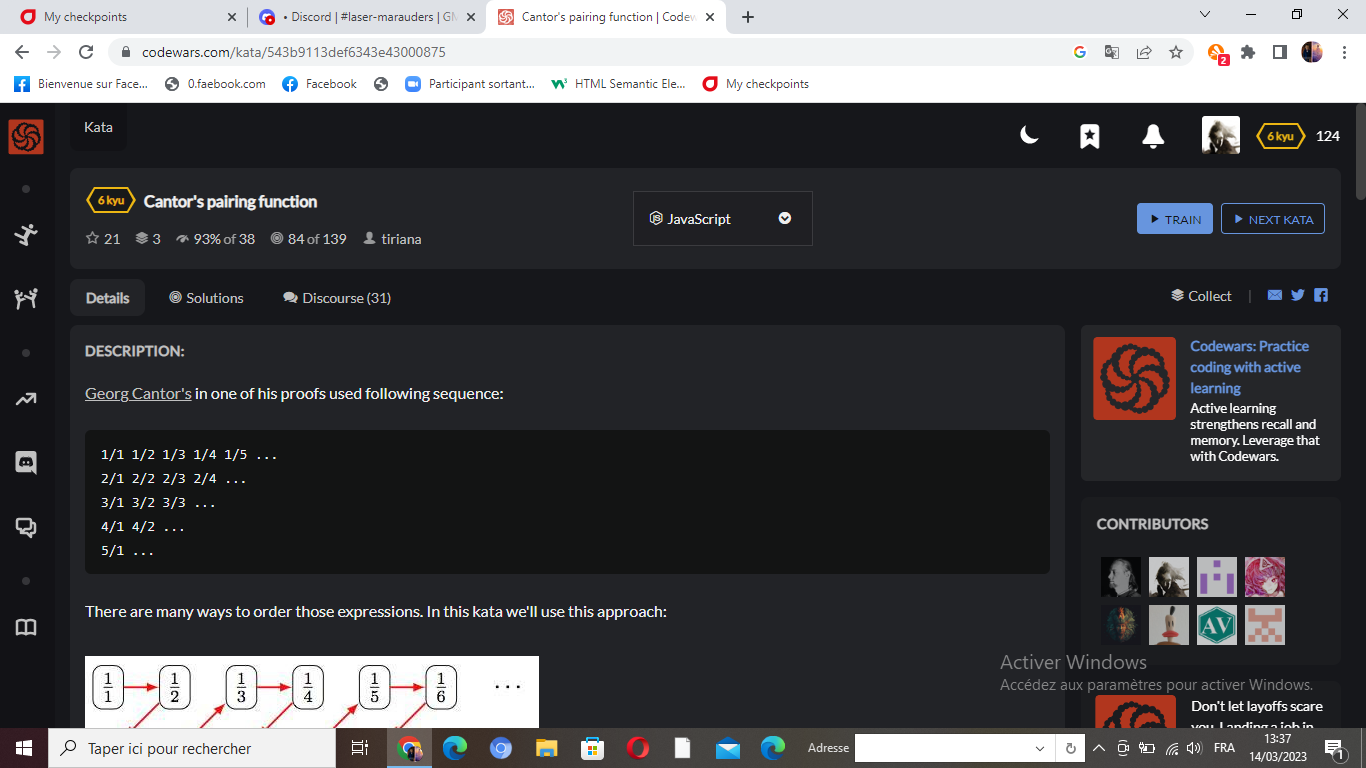 My checkpoints
• Discord | #laser-marauders | GM
Cantor's pairing function | Codew
codewars.com/kata/543b9113def6343e43000875
2
Bienvenue sur Face...
0.faebook.com
Facebook
Participant sortant...
HTML Semantic Ele...
My checkpoints
Kata
6 kyu
124
6 kyu
Cantor's pairing function
JavaScript
TRAIN
NEXT KATA
21
3
93% of 38
84 of 139
tiriana
Details
Solutions
Discourse (31)
Collect
DESCRIPTION:
Georg Cantor's in one of his proofs used following sequence:
1/1 1/2 1/3 1/4 1/5 ...
2/1 2/2 2/3 2/4 ...
3/1 3/2 3/3 ...
4/1 4/2 ...
5/1 ...
There are many ways to order those expressions. In this kata we'll use this approach:
1/1 1/2 1/3 1/4 1/5 1/6 ...
Codewars: Practice
coding with active
learning
Active learning
strengthens recall and
memory. Leverage that
with Codewars.
CONTRIBUTORS
AV
Activer Windows
Accédez aux paramètres pour activer Windows.
Don't let layoffs scare
you. Landing a job in
Taper ici pour rechercher
Adresse
FRA
13:37
14/03/2023
1